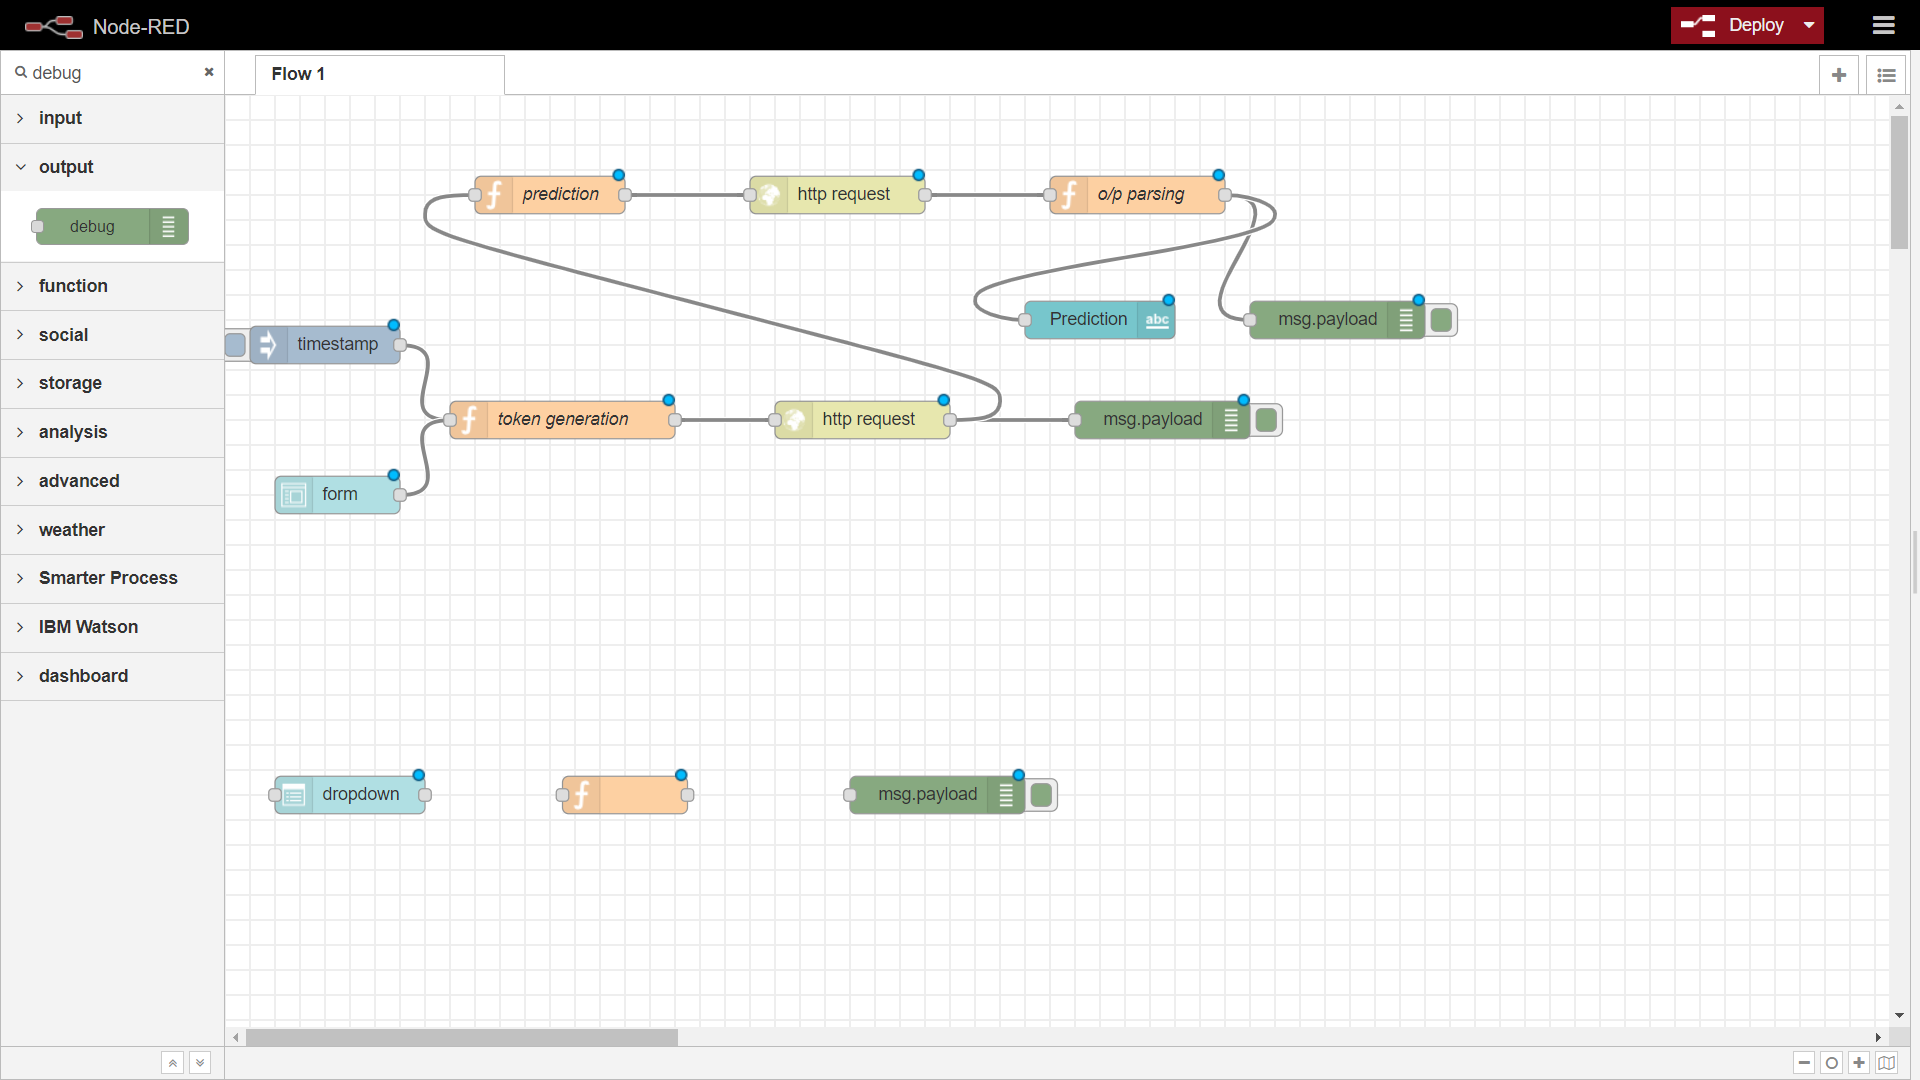 Node-RED
Deploy
debug
Flow 1
input
output
debug
function
social
storage
analysis
advanced
weather
Smarter Process
IBM Watson
dashboard
prediction
http request
o/p parsing
Prediction
abc
msg.payload
timestamp
token generation
http request
msg.payload
form
dropdown
msg.payload